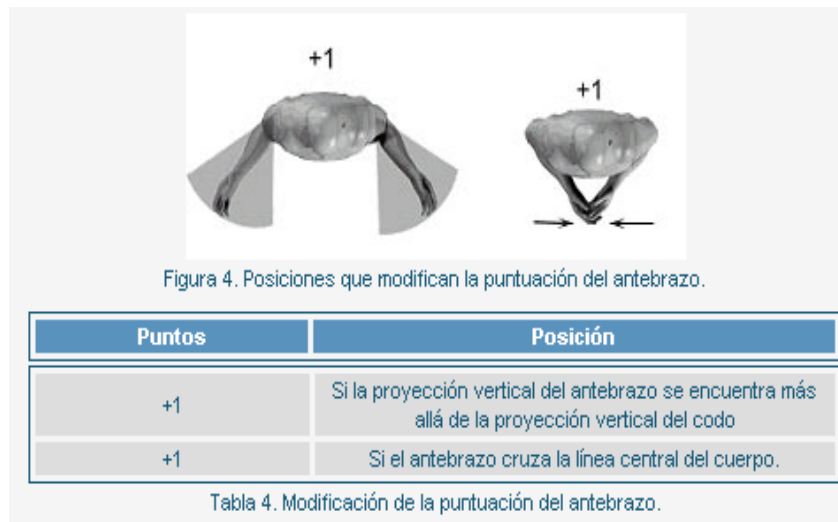 +1
+1
Figura 4. Posiciones que modifican la puntuación del antebrazo.
Puntos Posición
+1 Si la proyección vertical del antebrazo se encuentra más
allá de la proyección vertical del codo
+1 Si el antebrazo cruza la línea central del cuerpo.
Tabla 4. Modificación de la puntuación del antebrazo.